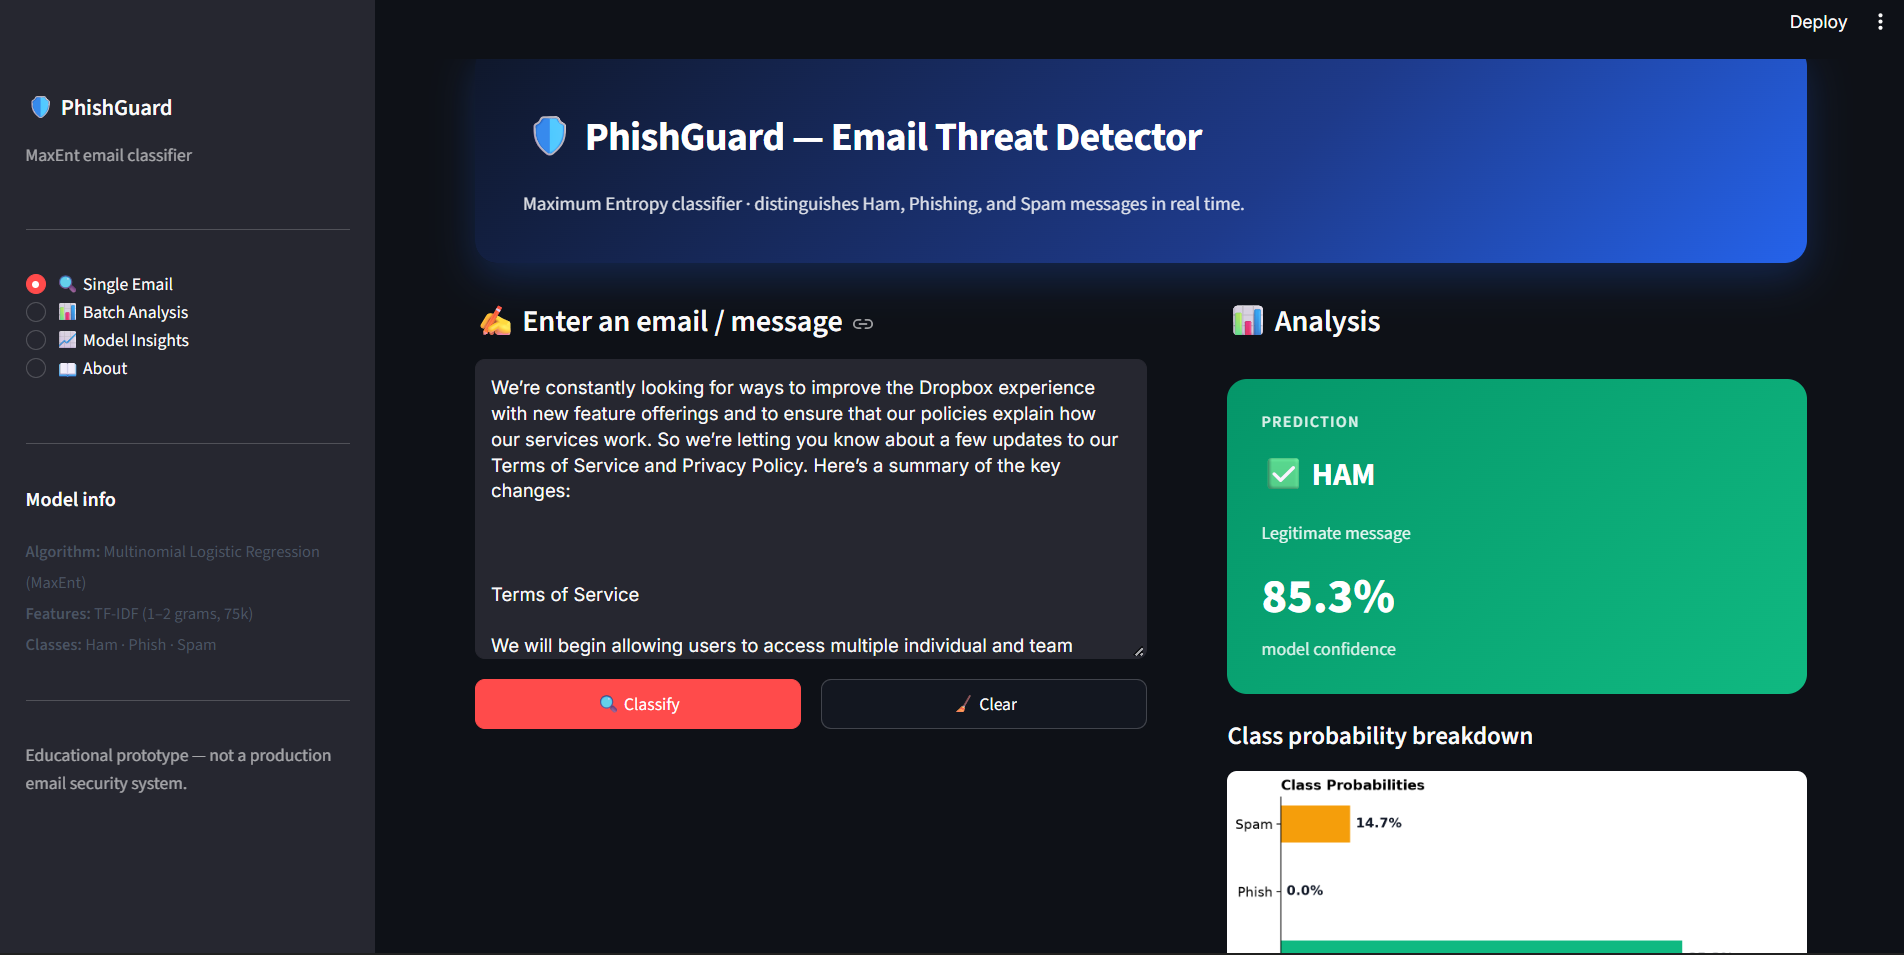 Deploy
PhishGuard
MaxEnt email classifier
Single Email
Batch Analysis
Model Insights
About
Model info
Algorithm: Multinomial Logistic Regression
(MaxEnt)
Features: TF-IDF (1–2 grams, 75k)
Classes: Ham · Phish · Spam
Educational prototype — not a production
email security system.
PhishGuard — Email Threat Detector
Maximum Entropy classifier · distinguishes Ham, Phishing, and Spam messages in real time.
Enter an email / message
We’re constantly looking for ways to improve the Dropbox experience
with new feature offerings and to ensure that our policies explain how
our services work. So we’re letting you know about a few updates to our
Terms of Service and Privacy Policy. Here’s a summary of the key
changes:
Terms of Service
We will begin allowing users to access multiple individual and team
Classify
Clear
Analysis
PREDICTION
HAM
Legitimate message
85.3%
model confidence
Class probability breakdown
Class Probabilities
Spam
14.7%
Phish
0.0%